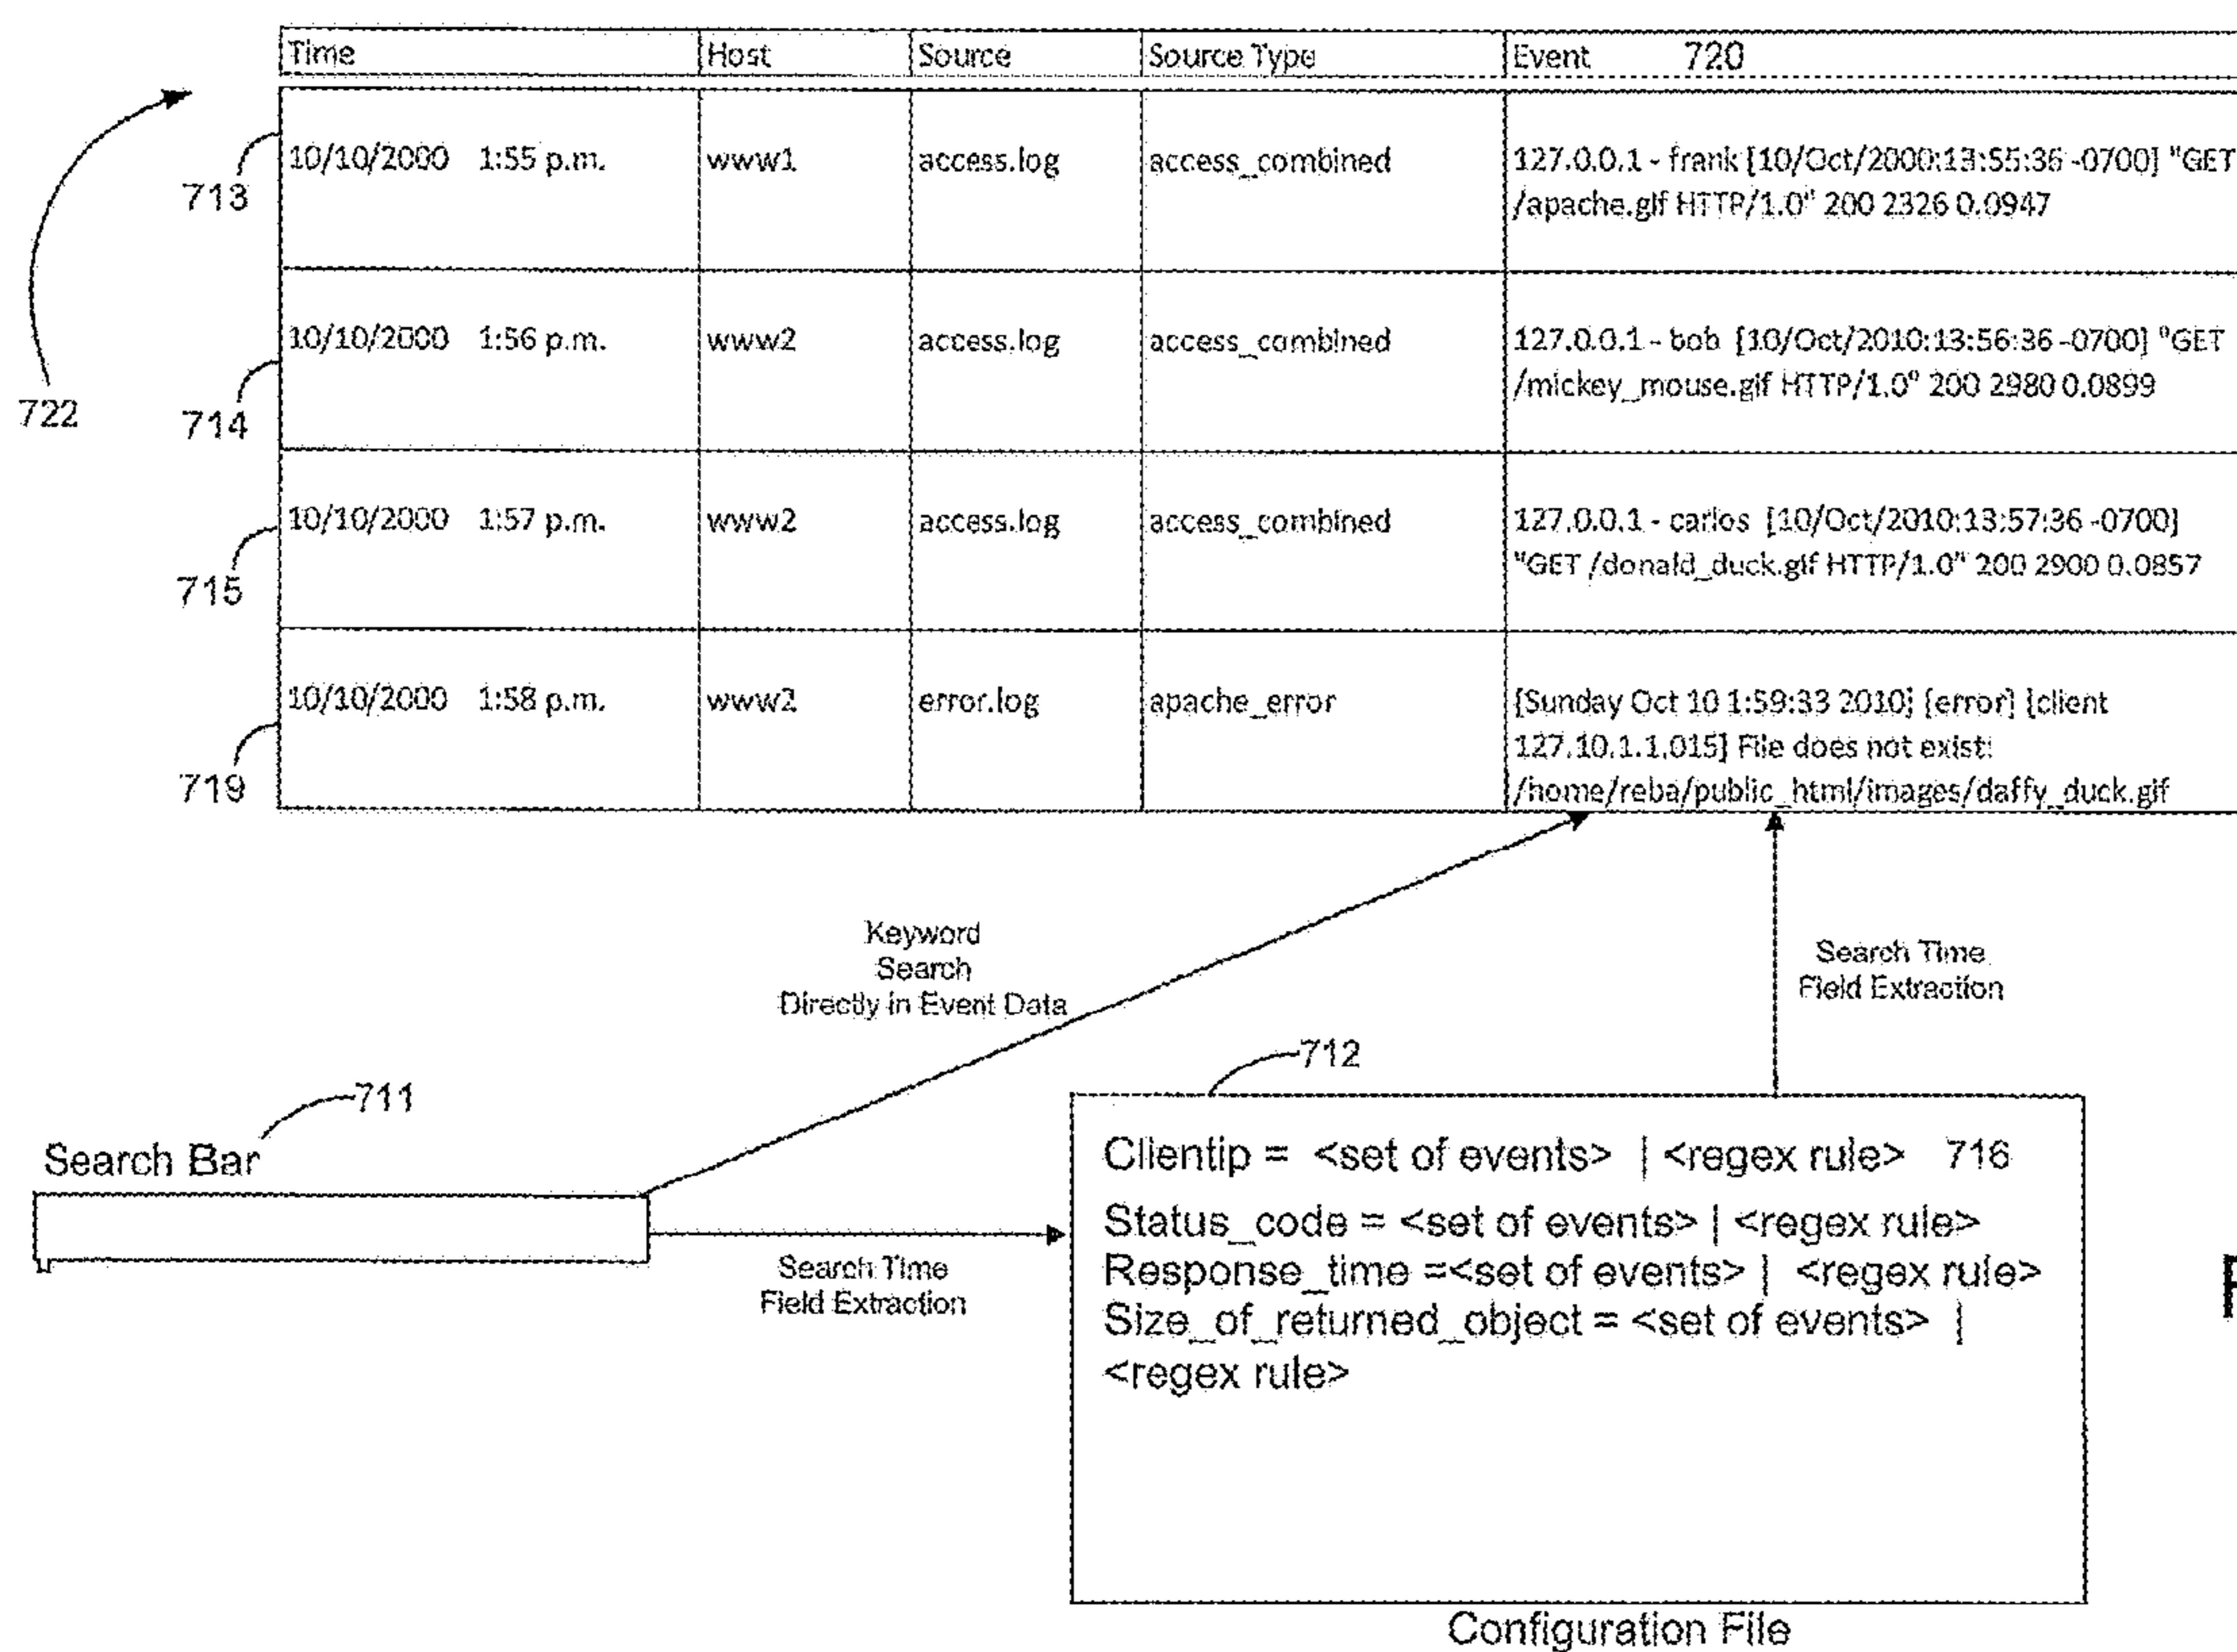 Time Host Source Source Type Event 720
713 10/10/2000 1:55 p.m. www1 access.log access_combined 127.0.0.1 - frank [10/Oct/2000:13:55:36 -0700] "GET
/apache.gif HTTP/1.0" 200 2326 0.0947
722
714 10/10/2000 1:56 p.m. www2 access.log access_combined 127.0.0.1 - bob [10/Oct/2010:13:56:36 -0700] "GET
/mickey_mouse.gif HTTP/1.0" 200 2980 0.0899
715 10/10/2000 1:57 p.m. www2 access.log access_combined 127.0.0.1 - carlos [10/Oct/2010:13:57:36 -0700]
"GET /donald_duck.gif HTTP/1.0" 200 2900 0.0857
719 10/10/2000 1:58 p.m. www2 error.log apache_error [Sunday Oct 10 1:59:33 2010] [error] [client
127.10.1.1.015] File does not exist:
/home/reba/public_html/images/daffy_duck.gif
Keyword
Search
Directly in Event Data
Search Time
Field Extraction
711
Search Bar
Search Time
Field Extraction
712
Clientip = <set of events> | <regex rule> 716
Status_code = <set of events> | <regex rule>
Response_time =<set of events> | <regex rule>
Size_of_returned_object = <set of events> |
<regex rule>
Configuration File